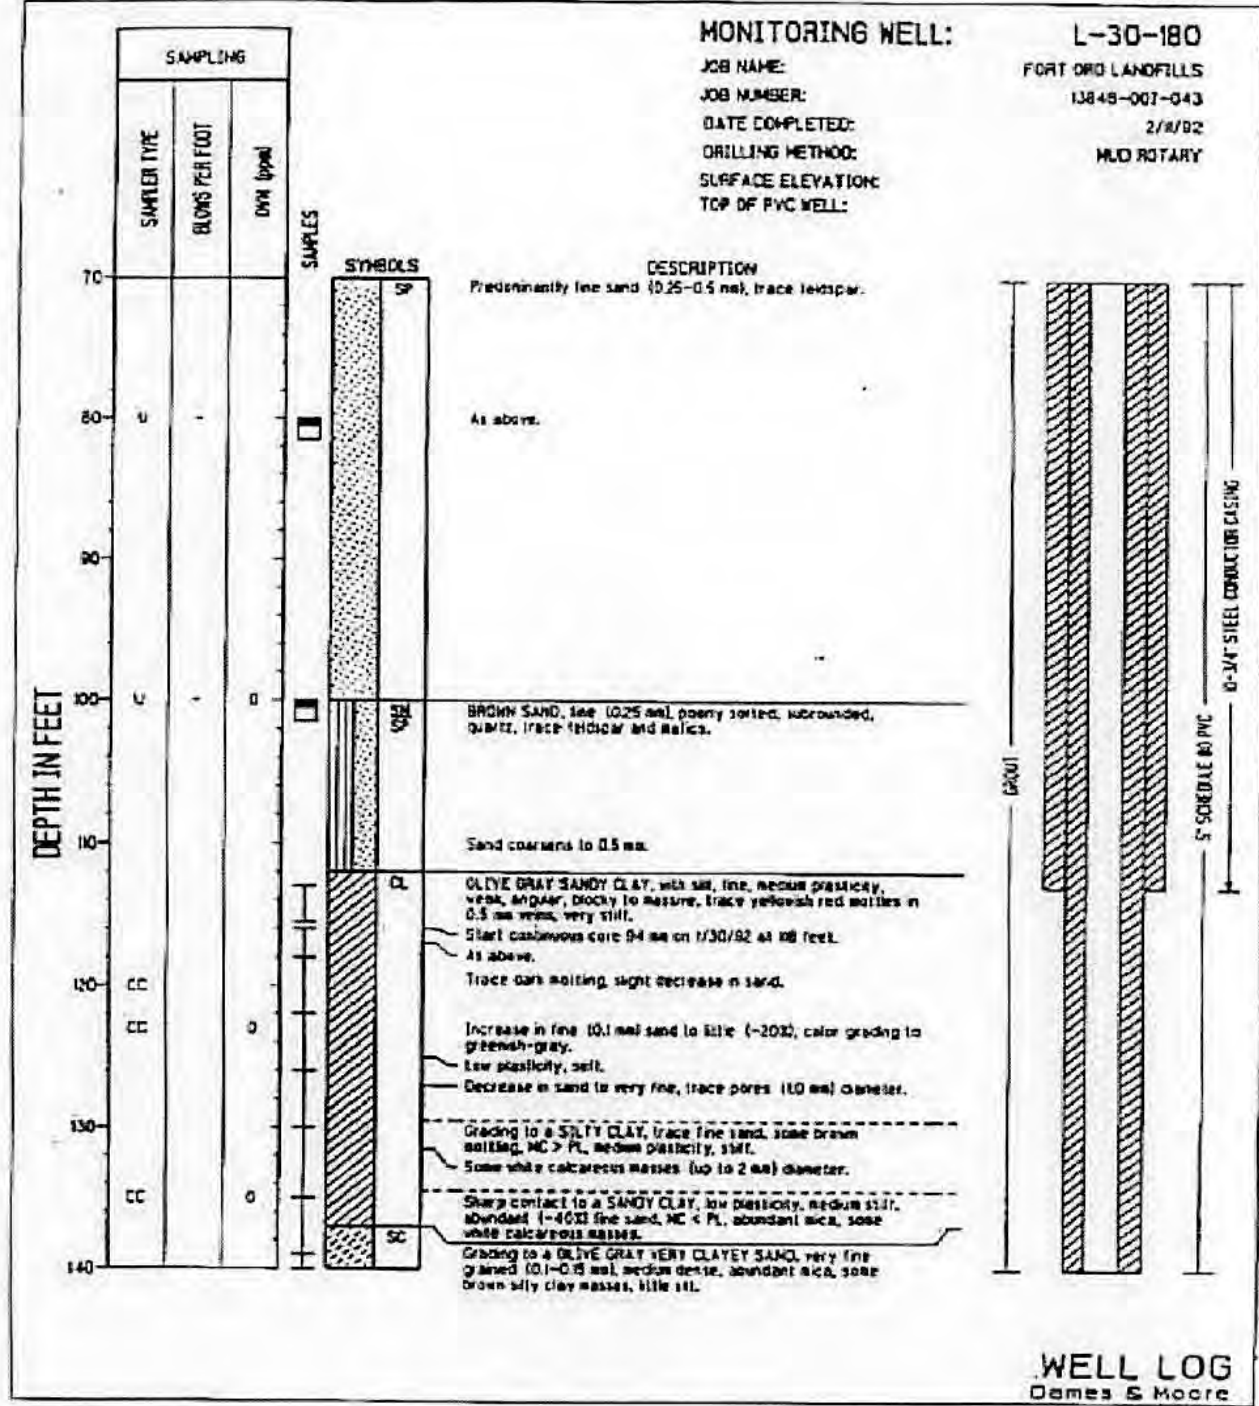 MONITORING WELL: L-30-180
JOB NAME: FORT ORD LANDFILLS
JOB NUMBER: 13849-007-043
DATE COMPLETED:
DRILLING METHOD: MUD ROTARY
SURFACE ELEVATION:
TOP OF PVC WELL:
SAMPLING
SAMPLER TYPE
BLOWS PER FOOT
OVM (ppm)
SAMPLES
SYMBOLS
DESCRIPTION
DEPTH IN FEET
70
SP
Predominantly fine sand (0.25-0.5 mm), trace feldspar.
80 U -
As above.
90
100 U - 0
SP
BROWN SAND, fine (0.25 mm), poorly sorted, subrounded,
quartz, trace feldspar and mafics.
110
Sand coarsens to 0.5 mm.
CL
OLIVE GRAY SANDY CLAY, with silt, fine, medium plasticity,
weak, angular, blocky to massive, trace yellowish red mottles in
0.5 mm veins, very stiff.
Start continuous core 94 mm on 1/30/92 at feet.
As above.
120 CC
Trace dark mottling, slight decrease in sand.
CC 0
Increase in fine (0.1 mm) sand to little (~20%), color grading to
greenish-gray.
Low plasticity, soft.
Decrease in sand to very fine, trace pores (1.0 mm) diameter.
130
Grading to a SILTY CLAY, trace fine sand, some brown
mottling, MC > PL, medium plasticity, stiff.
Some white calcareous masses (up to 2 mm) diameter.
CC 0
Sharp contact to a SANDY CLAY, low plasticity, medium stiff,
abundant (~40%) fine sand, MC < PL, abundant mica, some
white calcareous masses.
SC
140
Grading to a OLIVE GRAY VERY CLAYEY SAND, very fine
grained (0.1-0.15 mm), medium dense, abundant mica, some
brown silty clay masses, little silt.
GROUT
5" SCHEDULE 80 PVC
10-3/4" STEEL CONDUCTOR CASING
WELL LOG
Dames & Moore